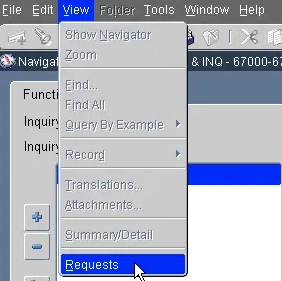 File Edit View Folder Tools Window Help
Show Navigator
Zoom
Navigat & INQ - 67000-67
Find...
Functi
Find All
Inquiry
Query By Example
Inquiry
Record
Translations...
Attachments...
Summary/Detail
Requests